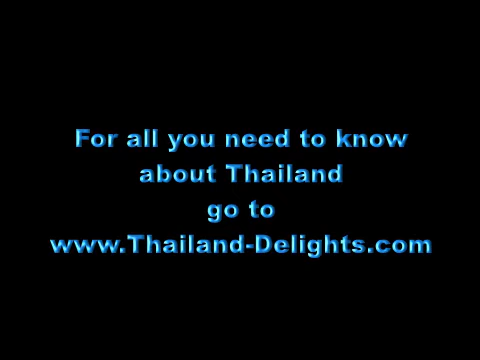 For all you need to know
about Thailand
go to
www.Thailand-Delights.com